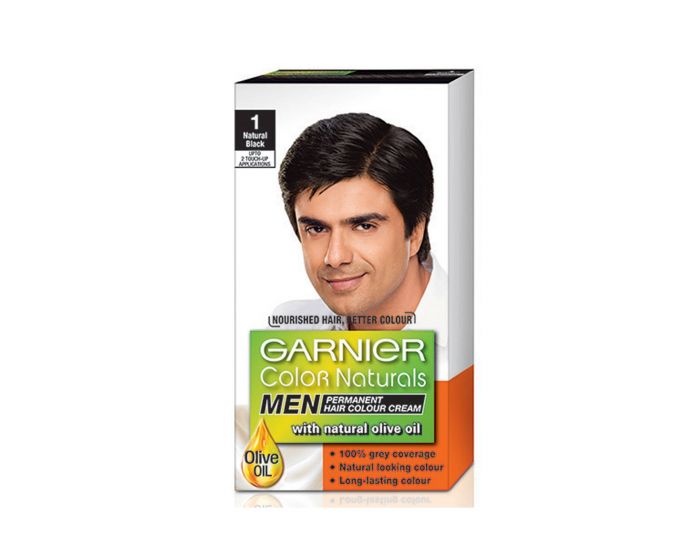 1
Natural
Black
UPTO
2 TOUCH-UP
APPLICATIONS
NOURISHED HAIR, BETTER COLOUR
GARNIER
Color Naturals
MEN PERMANENT
HAIR COLOUR CREAM
with natural olive oil
Olive
OIL
• 100% grey coverage
• Natural looking colour
• Long-lasting colour